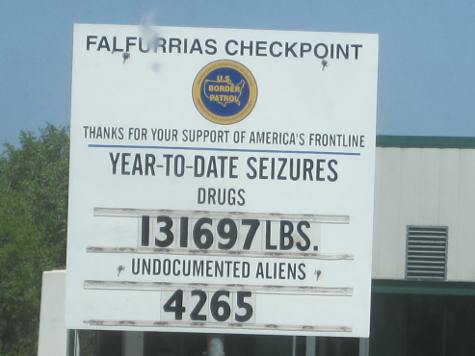 FALFURRIAS CHECKPOINT
U.S.
BORDER
PATROL
THANKS FOR YOUR SUPPORT OF AMERICA'S FRONTLINE
YEAR-TO-DATE SEIZURES
DRUGS
131697 LBS.
UNDOCUMENTED ALIENS
4265